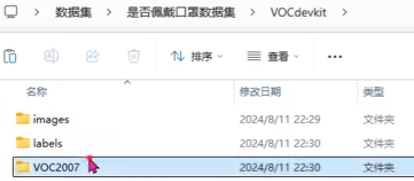 数据集 > 是否佩戴口罩数据集 > VOCdevkit >
排序 查看 ...
名称 修改日期 类型
images 2024/8/11 22:29 文件夹
labels 2024/8/11 22:30 文件夹
VOC2007 2024/8/11 22:30 文件夹